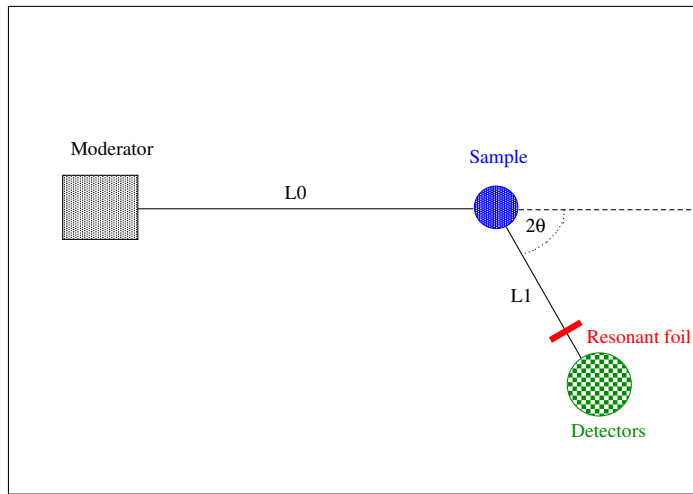 Moderator
Sample
L0
2θ
L1
Resonant foil
Detectors